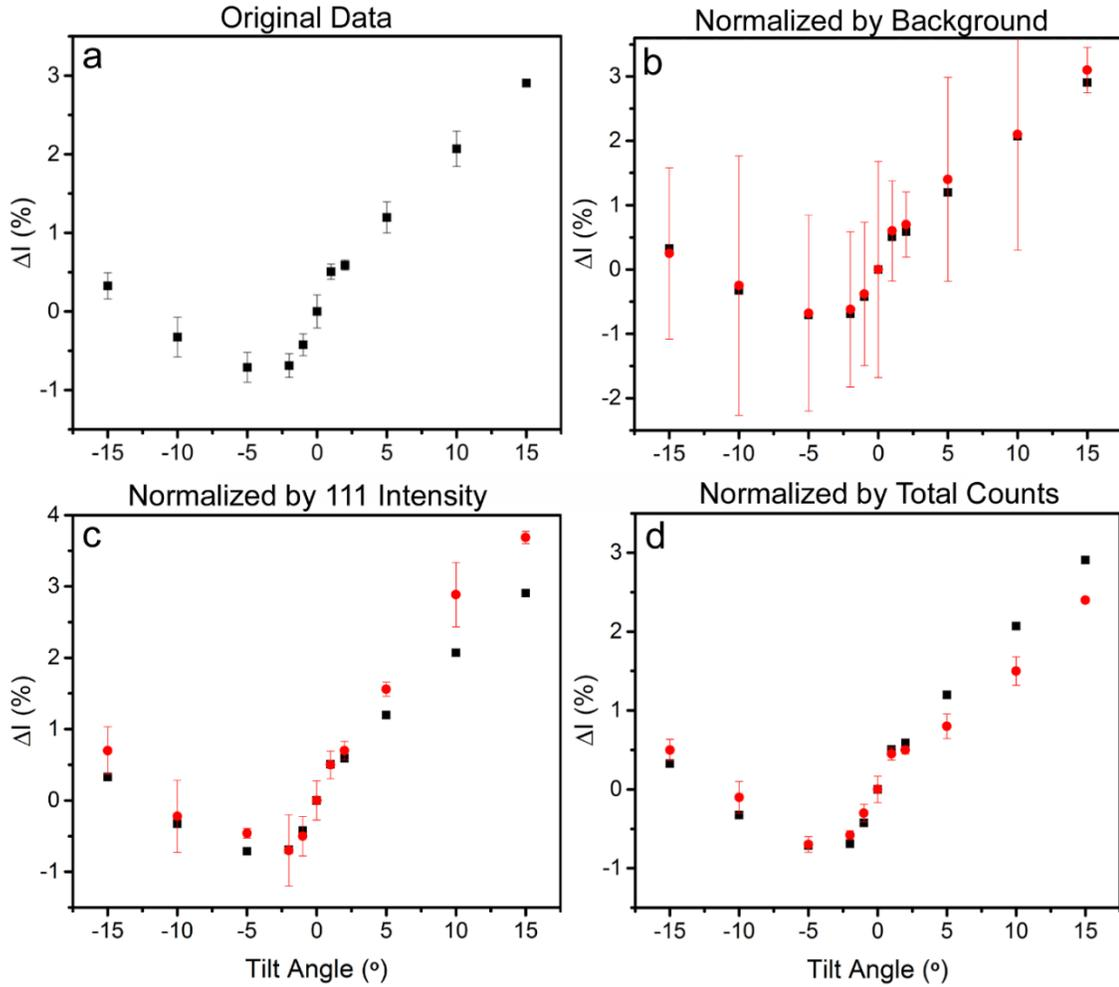 Original Data
a
3
2
1
0
-1
ΔI (%)
-15 -10 -5 0 5 10 15
Normalized by Background
b
3
2
1
0
-1
-2
ΔI (%)
-15 -10 -5 0 5 10 15
Normalized by 111 Intensity
c
4
3
2
1
0
-1
ΔI (%)
-15 -10 -5 0 5 10 15
Tilt Angle (º)
Normalized by Total Counts
d
3
2
1
0
-1
ΔI (%)
-15 -10 -5 0 5 10 15
Tilt Angle (º)